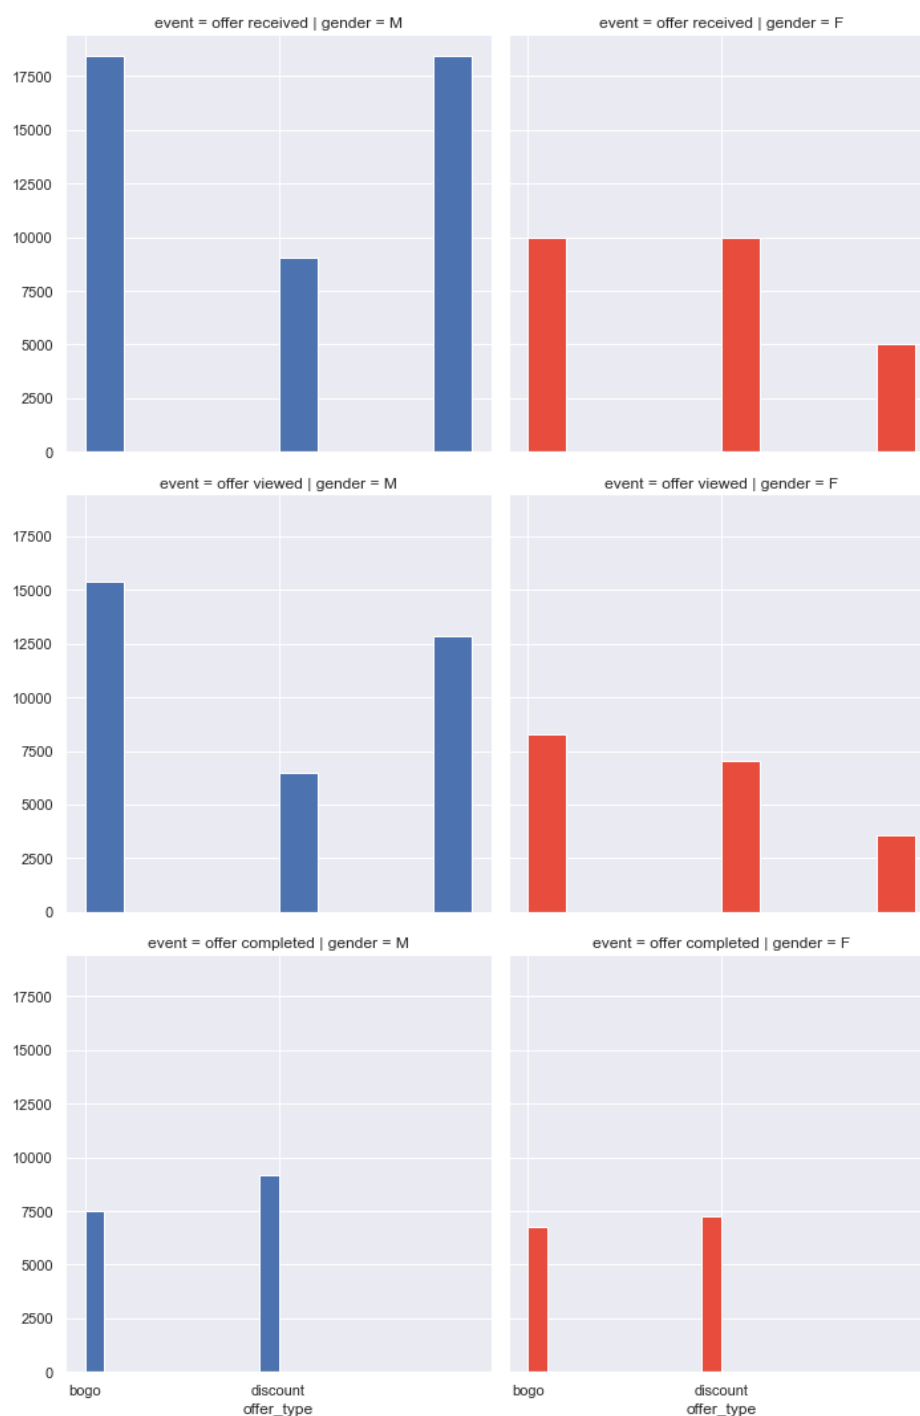 event = offer received | gender = M
event = offer received | gender = F
17500
15000
12500
10000
7500
5000
2500
0
event = offer viewed | gender = M
event = offer viewed | gender = F
17500
15000
12500
10000
7500
5000
2500
0
event = offer completed | gender = M
event = offer completed | gender = F
17500
15000
12500
10000
7500
5000
2500
0
bogo discount
offer_type
bogo discount
offer_type